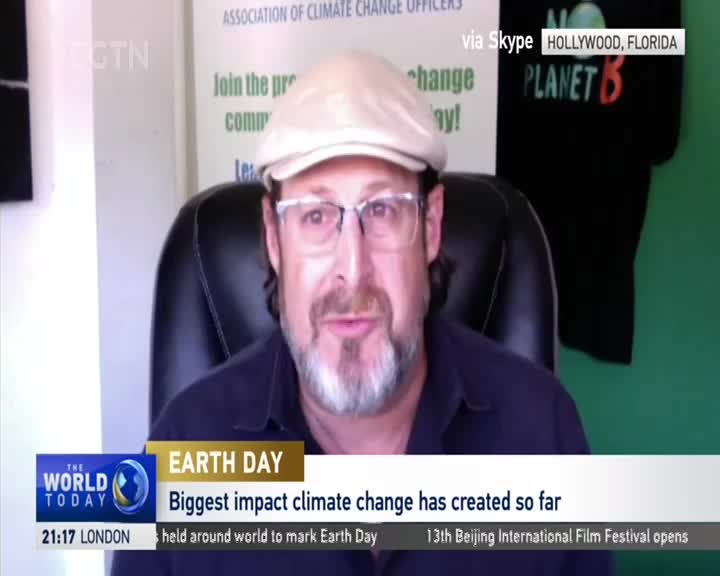 ASSOCIATION OF CLIMATE CHANGE OFFICERS
via Skype
HOLLYWOOD, FLORIDA
CGTN
NO
PLANET B
Join the change
comm ay!
Lea
EARTH DAY
THE
WORLD
TODAY
Biggest impact climate change has created so far
21:17 LONDON
s held around world to mark Earth Day 13th Beijing International Film Festival opens